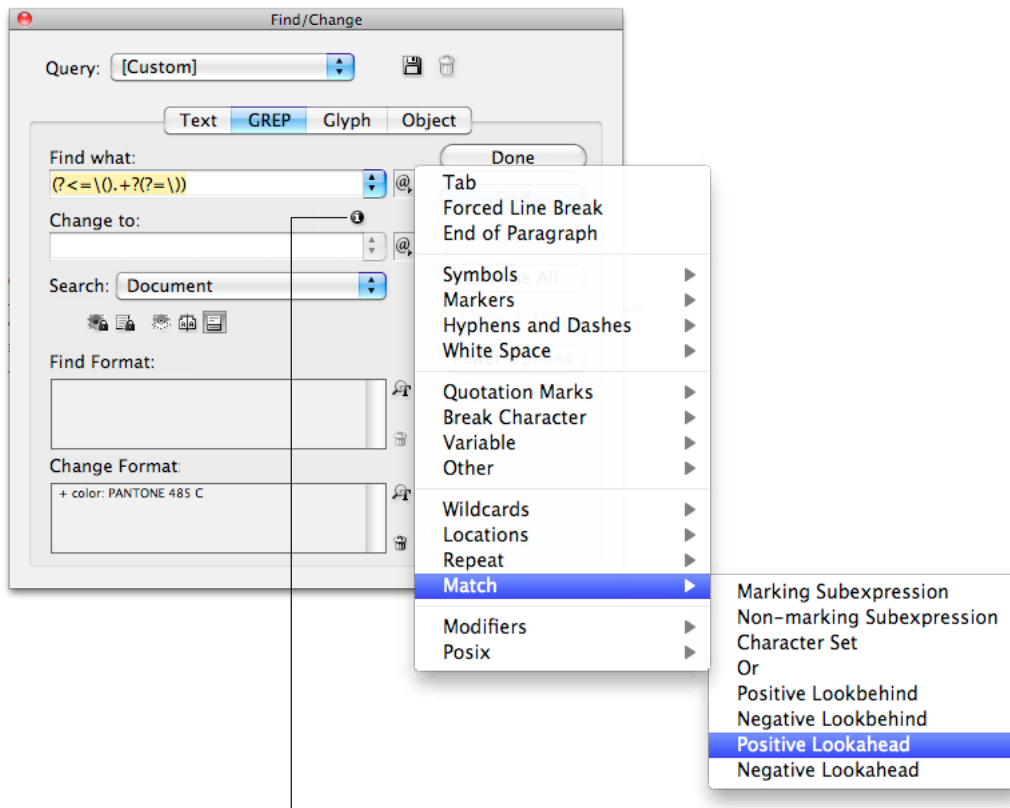 Find/Change
Query: [Custom]
Text GREP Glyph Object
Find what:
Done
(?<=\().+?(?=\))
Change to:
Search: Document
Find Format:
Change Format:
+ color: PANTONE 485 C
Tab
Forced Line Break
End of Paragraph
Symbols
Markers
Hyphens and Dashes
White Space
Quotation Marks
Break Character
Variable
Other
Wildcards
Locations
Repeat
Match
Modifiers
Posix
Marking Subexpression
Non-marking Subexpression
Character Set
Or
Positive Lookbehind
Negative Lookbehind
Positive Lookahead
Negative Lookahead